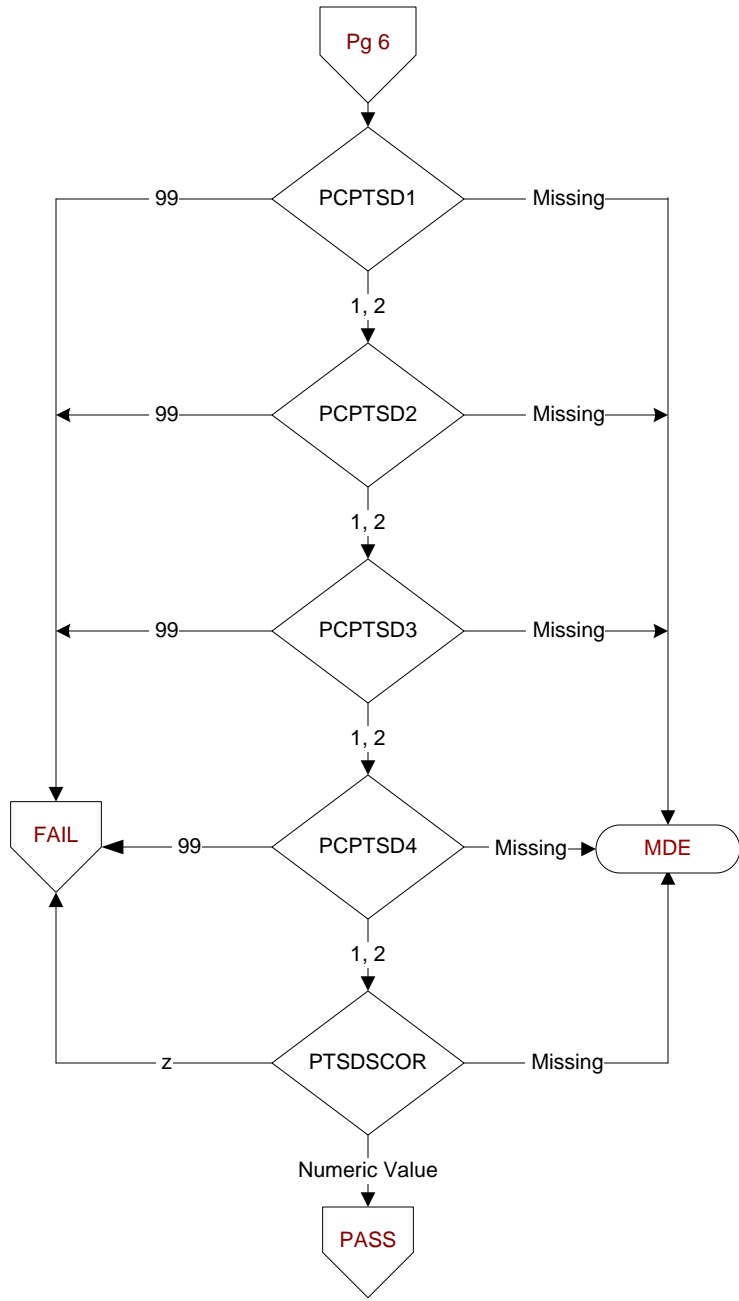 Pg 6
99
PCPTSD1
Missing
1, 2
99
PCPTSD2
Missing
1, 2
99
PCPTSD3
Missing
1, 2
FAIL
99
PCPTSD4
Missing
MDE
1, 2
z
PTSDSCOR
Missing
Numeric Value
PASS